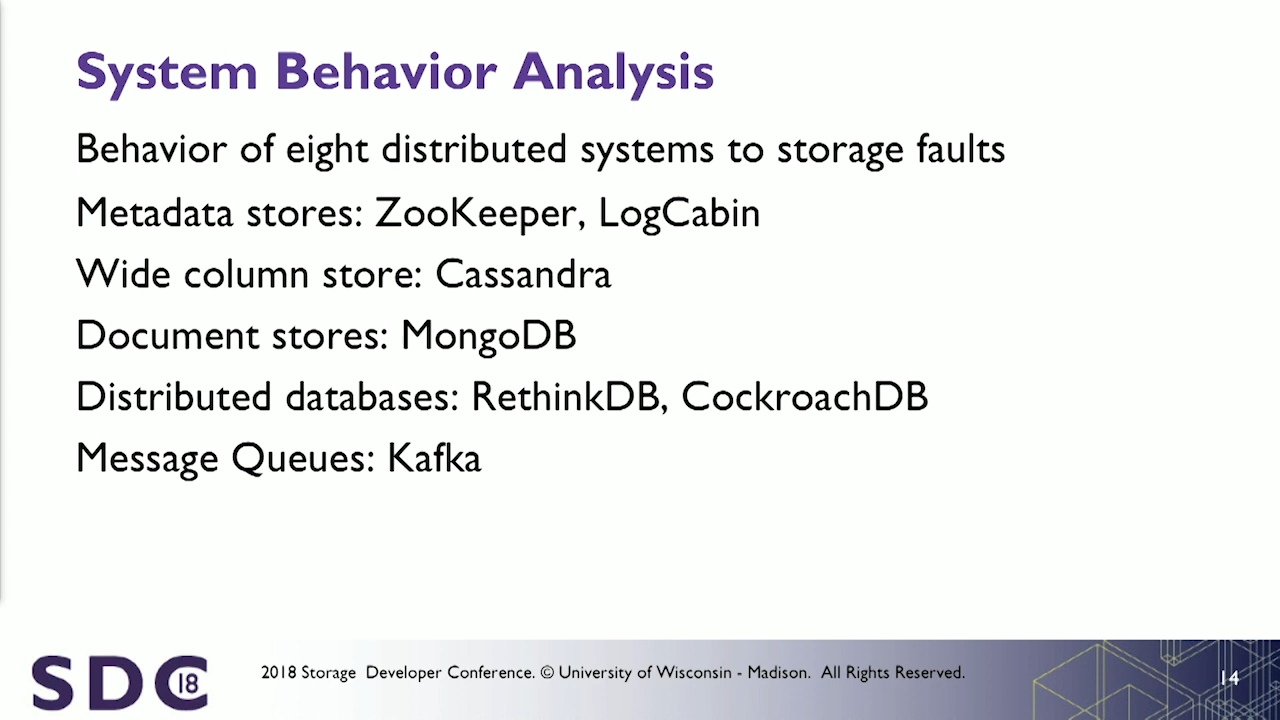 System Behavior Analysis
Behavior of eight distributed systems to storage faults
Metadata stores: ZooKeeper, LogCabin
Wide column store: Cassandra
Document stores: MongoDB
Distributed databases: RethinkDB, CockroachDB
Message Queues: Kafka
SDC 18
2018 Storage Developer Conference. © University of Wisconsin - Madison. All Rights Reserved.
14